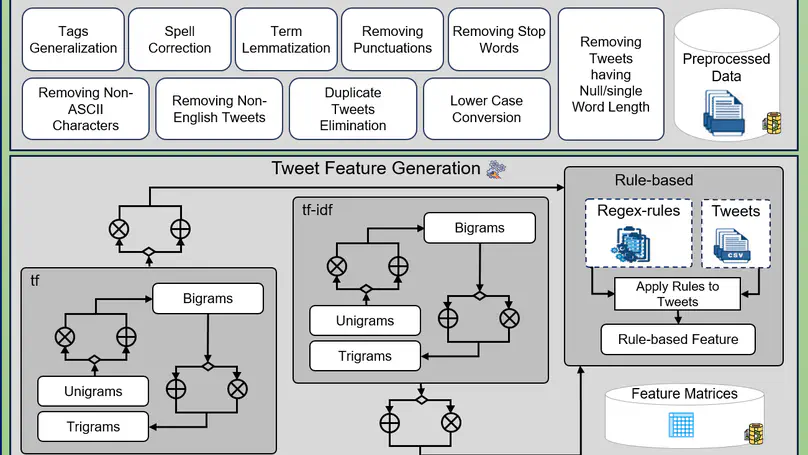 Tags
Generalization
Spell
Correction
Term
Lemmatization
Removing
Punctuations
Removing Stop
Words
Removing
Tweets
having
Null/single
Word Length
Preprocessed
Data
Removing Non-
ASCII
Characters
Removing Non-
English Tweets
Duplicate
Tweets
Elimination
Lower Case
Conversion
Tweet Feature Generation
tf
Bigrams
Unigrams
Trigrams
tf-idf
Bigrams
Unigrams
Trigrams
Rule-based
Regex-rules
Tweets
CSV
Apply Rules to
Tweets
Rule-based Feature
Feature Matrices